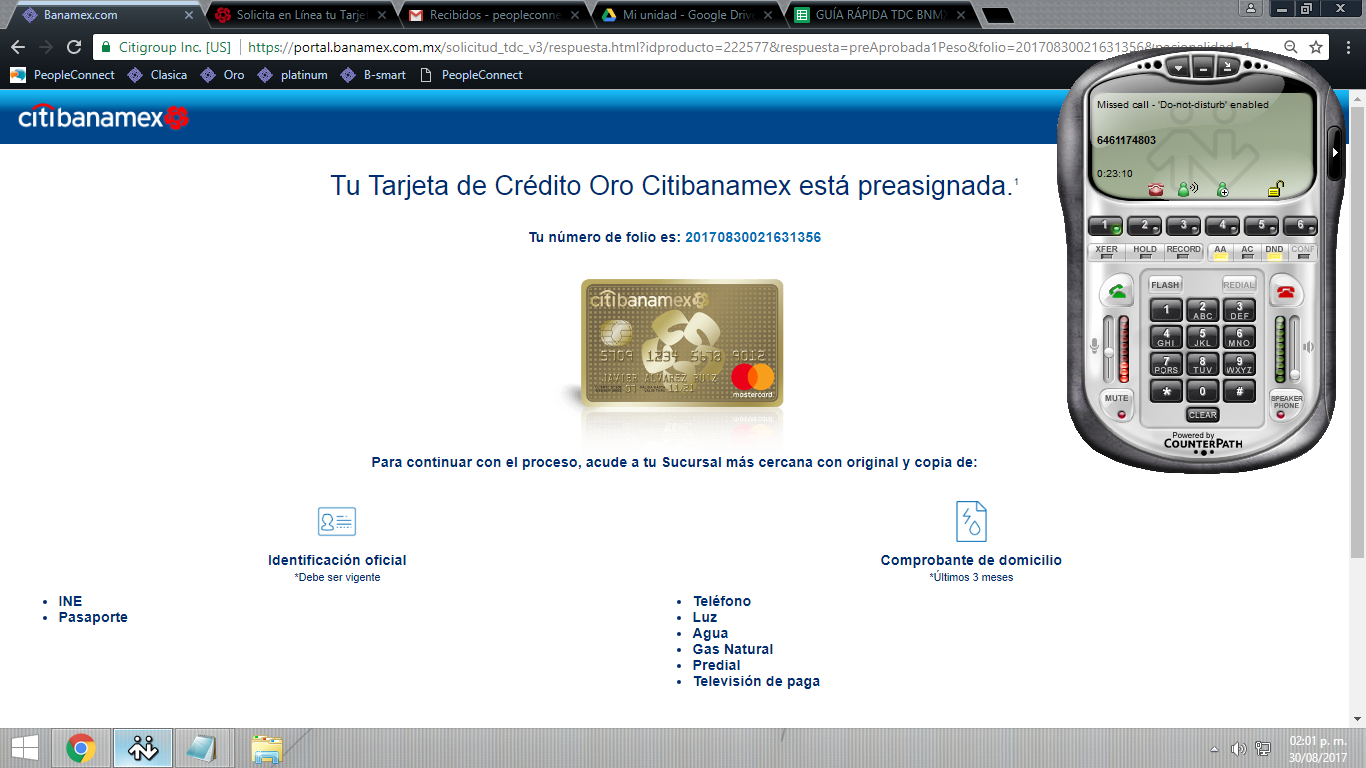 Banamex.com
Solicita en Línea tu Tarje
Recibidos - peopleconne
Mi unidad - Google Drive
GUÍA RÁPIDA TDC BNMX
Citigroup Inc. [US]
https://portal.banamex.com.mx/solicitud_tdc_v3/respuesta.html?idproducto=222577&respuesta=preAprobada1Peso&folio=20170830021631356&nacionalidad=1
PeopleConnect
Clasica
Oro
platinum
B-smart
PeopleConnect
citibanamex
Tu Tarjeta de Crédito Oro Citibanamex está preasignada.1
Tu número de folio es: 20170830021631356
citibanamex
5709 1234 5678 9012
JAVIER ALVAREZ RUIZ
mastercard
Para continuar con el proceso, acude a tu Sucursal más cercana con original y copia de:
Identificación oficial
*Debe ser vigente
• INE
• Pasaporte
Comprobante de domicilio
*Últimos 3 meses
• Teléfono
• Luz
• Agua
• Gas Natural
• Predial
• Televisión de paga
Missed call - 'Do-not-disturb' enabled
6461174803
0:23:10
1 2 3 4 5 6
XFER HOLD RECORD AA AC DND CONF
FLASH REDIAL
1 2 ABC 3 DEF
4 GHI 5 JKL 6 MNO
7 PQRS 8 TUV 9 WXYZ
* 0 #
MUTE
SPEAKER PHONE
CLEAR
Powered by
COUNTERPATH
02:01 p. m.
30/08/2017